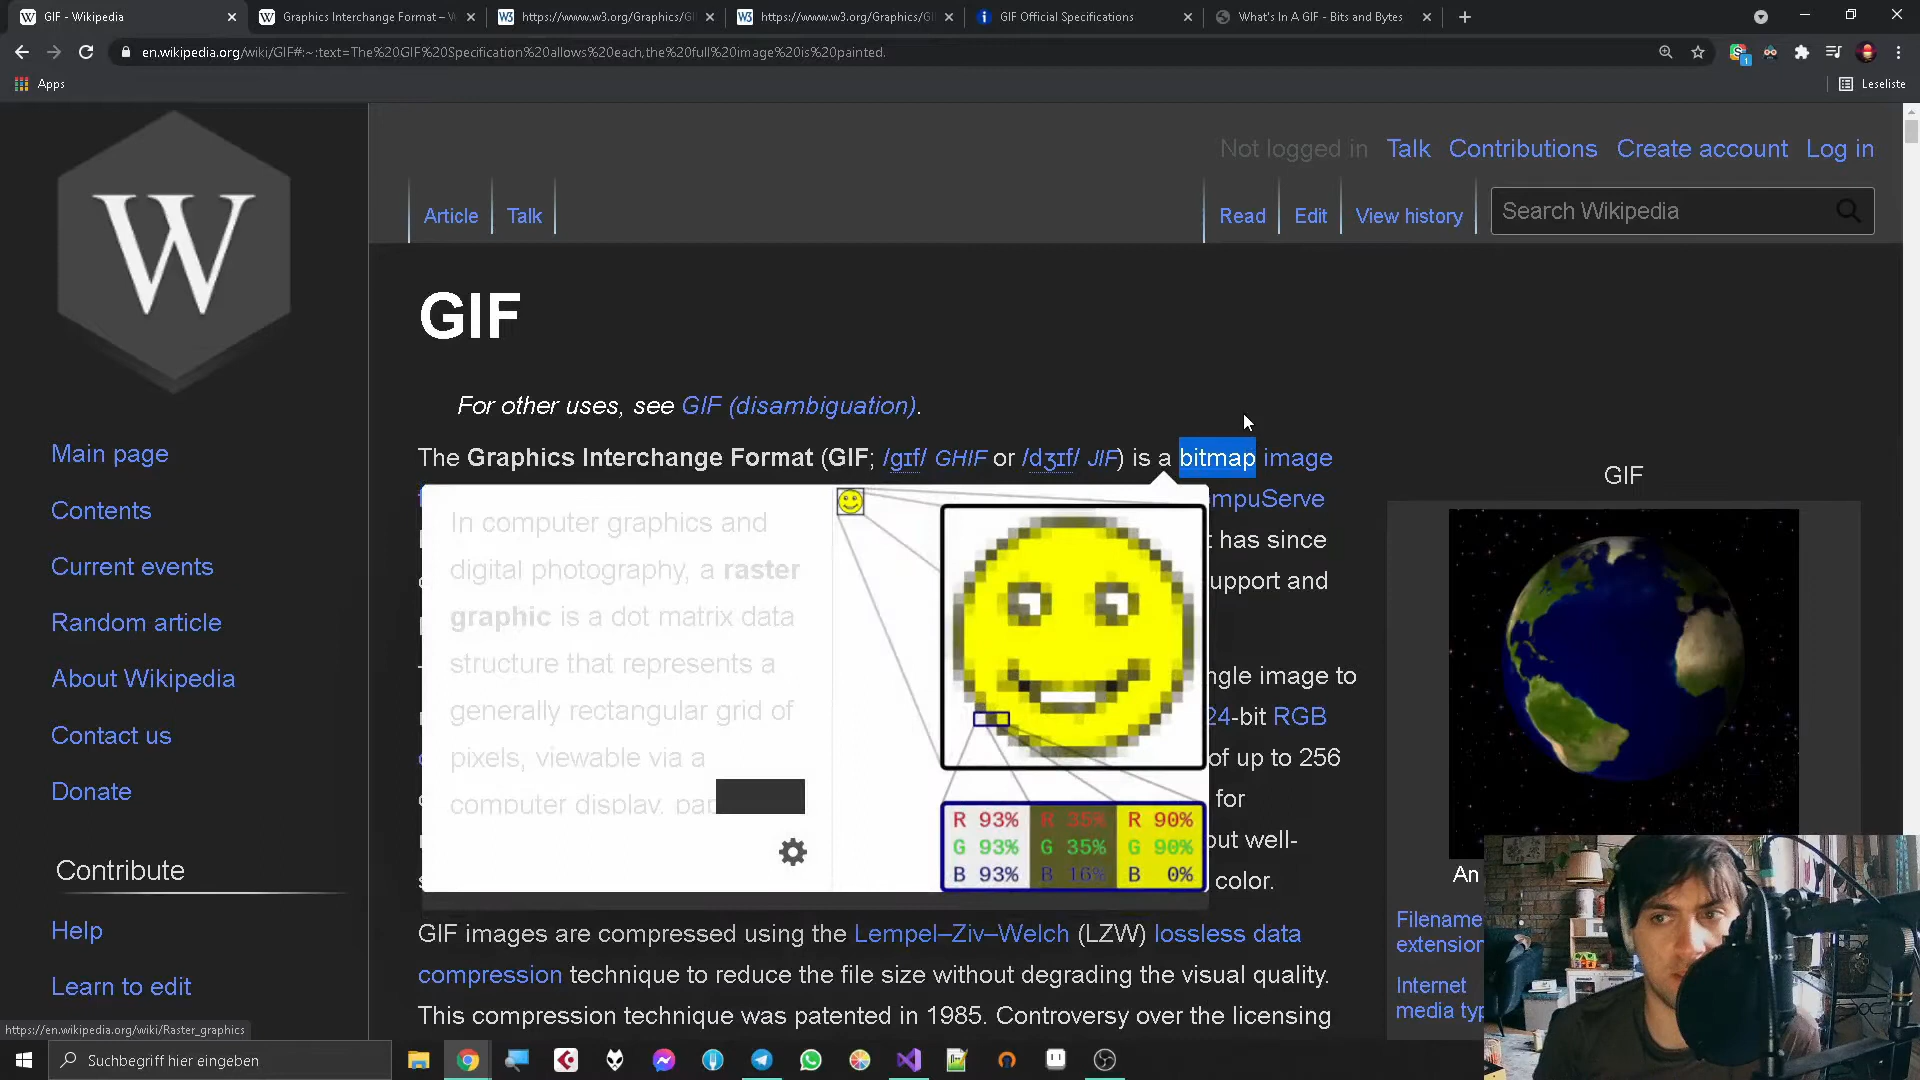 GIF - Wikipedia
Graphics Interchange Format –
https://www.w3.org/Graphics/GI
https://www.w3.org/Graphics/GI
GIF Official Specifications
What's In A GIF - Bits and Bytes
en.wikipedia.org/wiki/GIF#:~:text=The%20GIF%20Specification%20allows%20each,the%20full%20image%20is%20painted.
1
Apps
Leseliste
W
Not logged in Talk Contributions Create account Log in
Article Talk
Read Edit View history
Search Wikipedia
GIF
For other uses, see GIF (disambiguation).
The Graphics Interchange Format (GIF; /ɡɪf/ GHIF or /dʒɪf/ JIF) is a bitmap image
mpuServe
has since
upport and
ngle image to
24-bit RGB
of up to 256
for
out well-
color.
In computer graphics and
digital photography, a raster
graphic is a dot matrix data
structure that represents a
generally rectangular grid of
pixels, viewable via a
computer display, pap
R 93% R 35% R 90%
G 93% G 35% G 90%
B 93% B 16% B 0%
GIF images are compressed using the Lempel–Ziv–Welch (LZW) lossless data
compression technique to reduce the file size without degrading the visual quality.
This compression technique was patented in 1985. Controversy over the licensing
Main page
Contents
Current events
Random article
About Wikipedia
Contact us
Donate
Contribute
Help
Learn to edit
GIF
An
Filename
extension
Internet
media typ
https://en.wikipedia.org/wiki/Raster_graphics
Suchbegriff hier eingeben